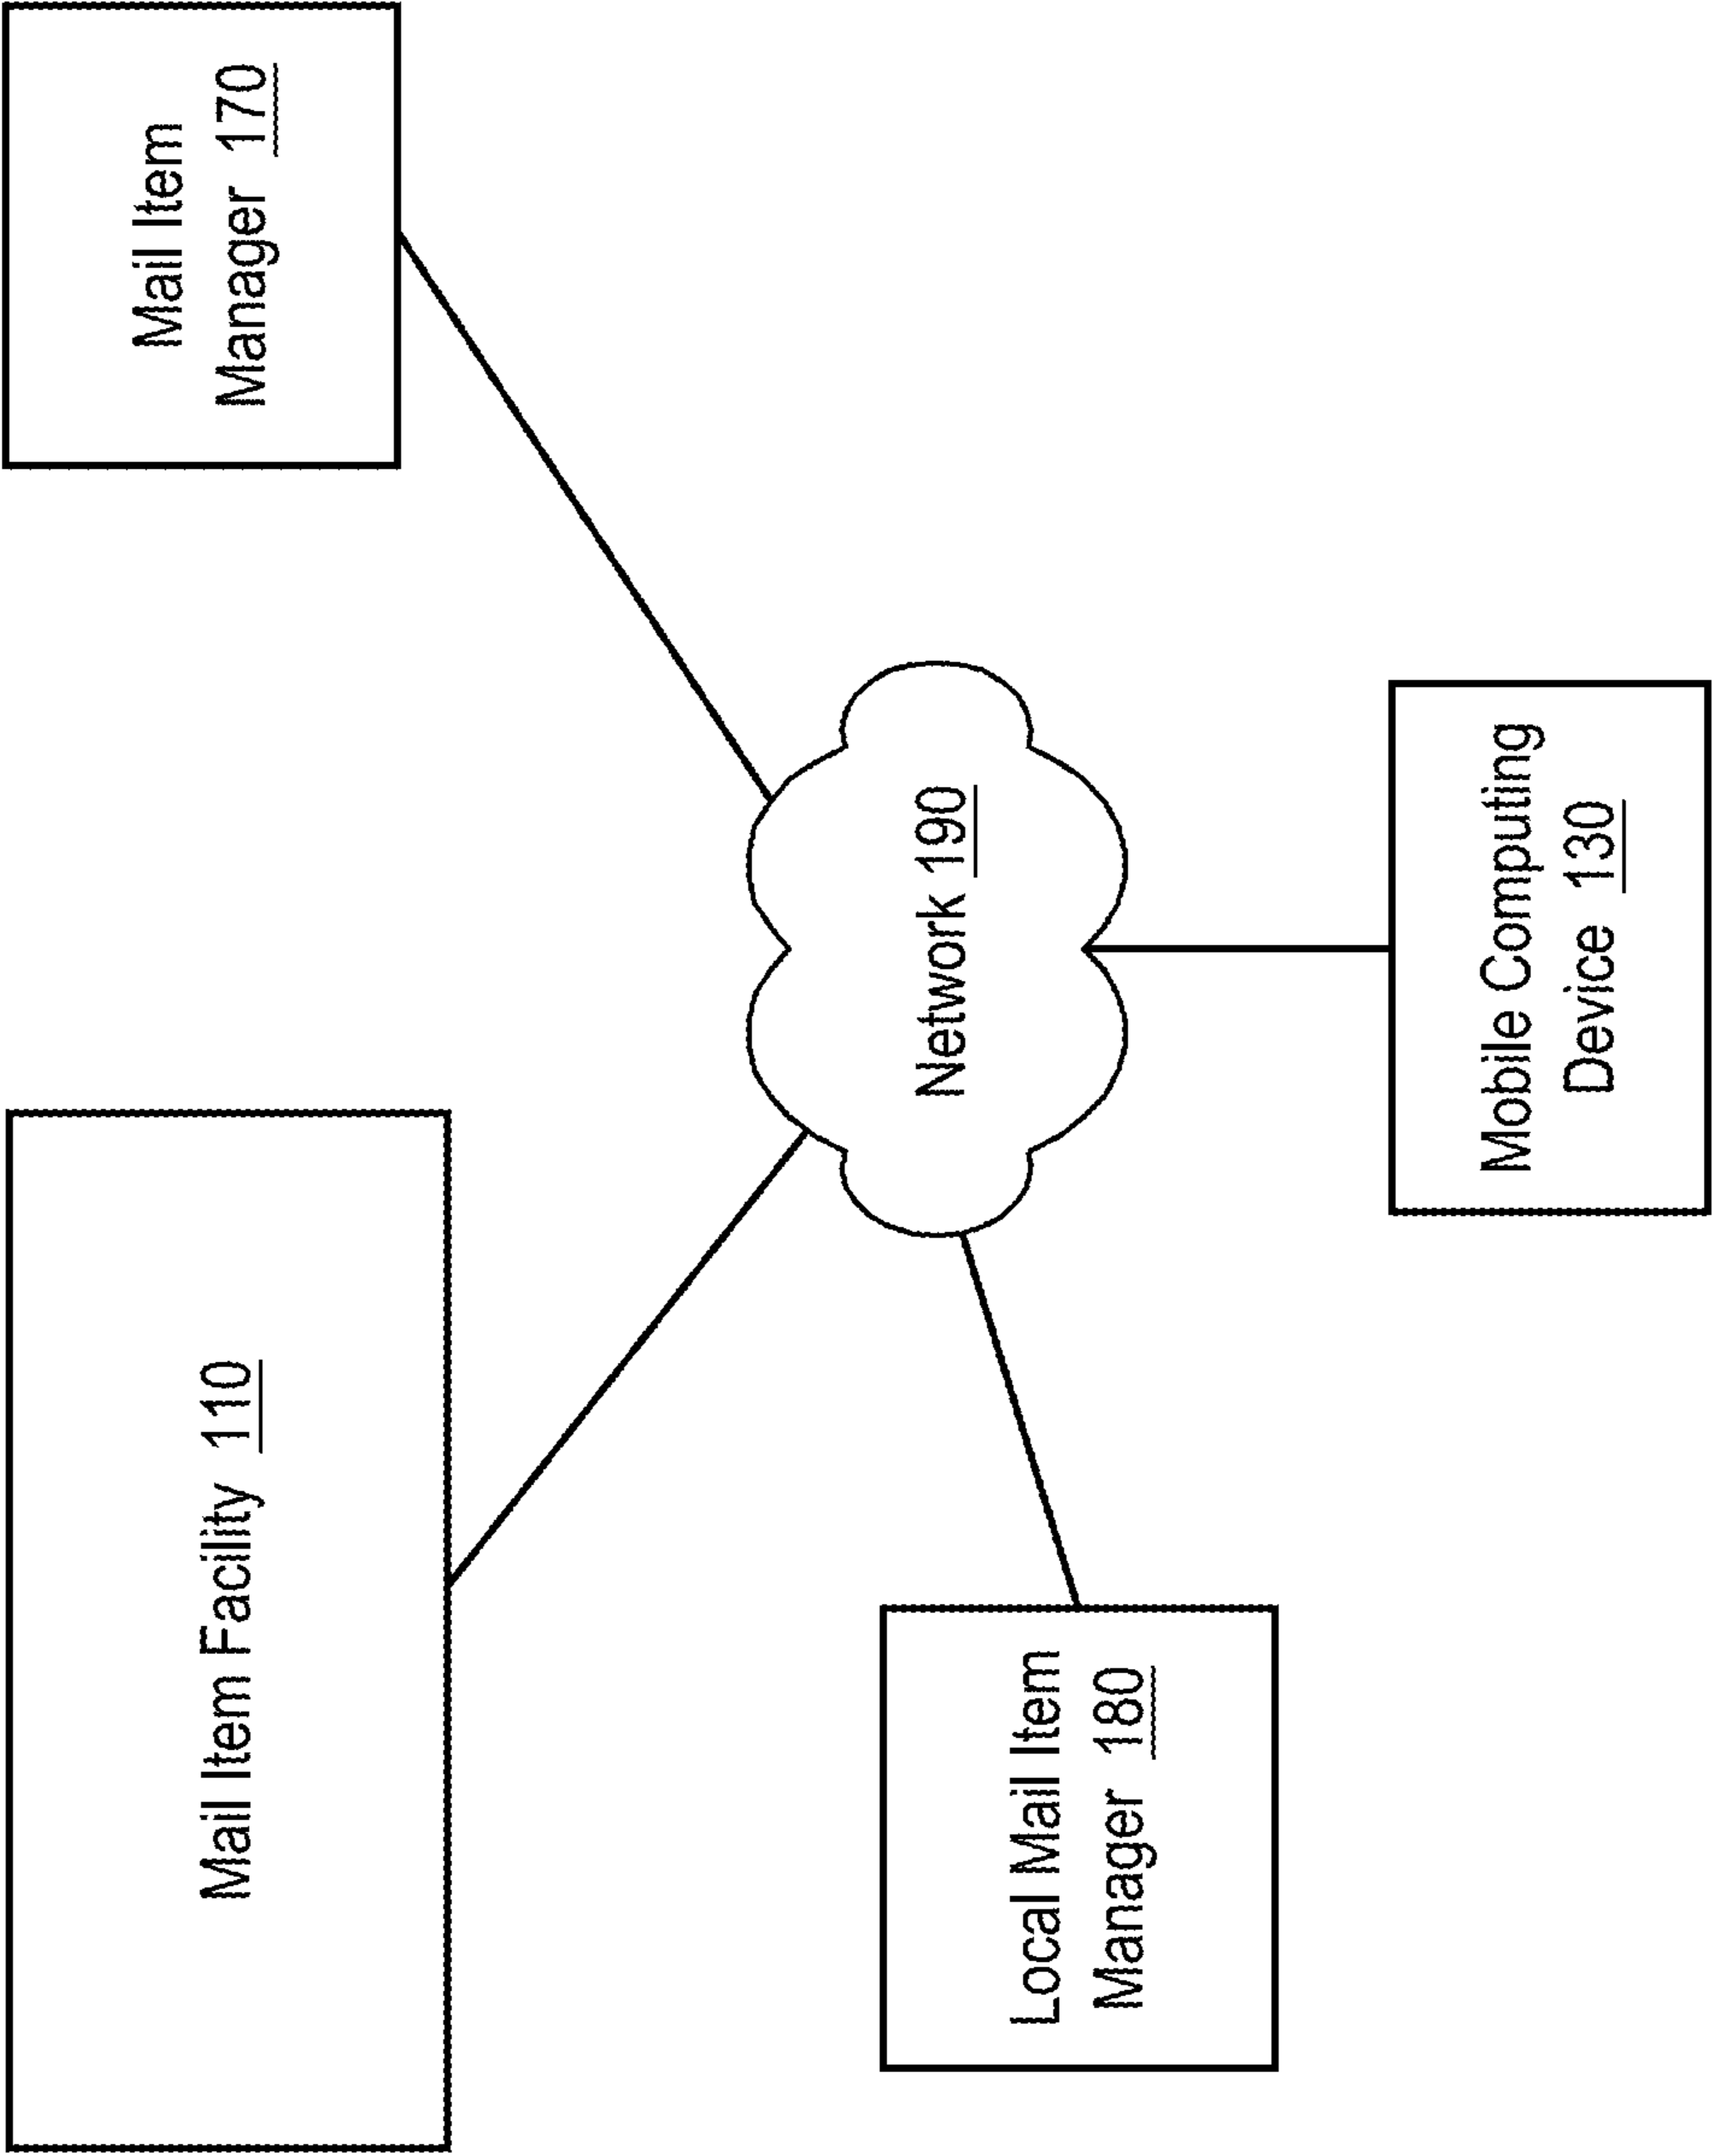 Mail Item Facility 110
Mail Item
Manager 170
Network 190
Local Mail Item
Manager 180
Mobile Computing
Device 130